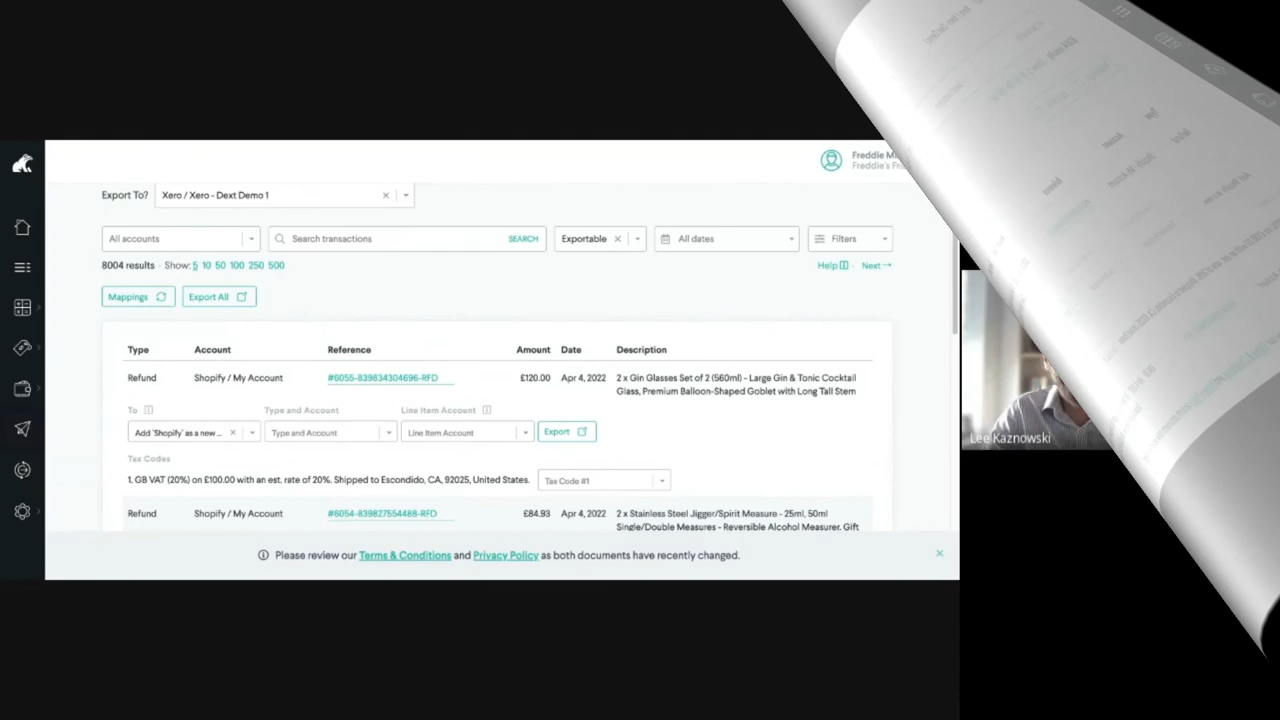 Freddie
Freddie's
Export To? Xero / Xero - Dext Demo 1
All accounts Search transactions SEARCH Exportable All dates Filters
8004 results · Show: 5 10 50 100 250 500 Help · Next →
Mappings Export All
Type Account Reference Amount Date Description
Refund Shopify / My Account #6055-839834304696-RFD £120.00 Apr 4, 2022 2 x Gin Glasses Set of 2 (560ml) - Large Gin & Tonic Cocktail
Glass, Premium Balloon-Shaped Goblet with Long Tall Stem
To Type and Account Line Item Account
Add 'Shopify' as a new ... Type and Account Line Item Account Export
Tax Codes
1. GB VAT (20%) on £100.00 with an est. rate of 20%. Shipped to Escondido, CA, 92025, United States. Tax Code #1
Refund Shopify / My Account #6054-839827554488-RFD £84.93 Apr 4, 2022 2 x Stainless Steel Jigger/Spirit Measure - 25ml, 50ml
Single/Double Measures - Reversible Alcohol Measurer, Gift
Please review our Terms & Conditions and Privacy Policy as both documents have recently changed.
Lee Kaznowski